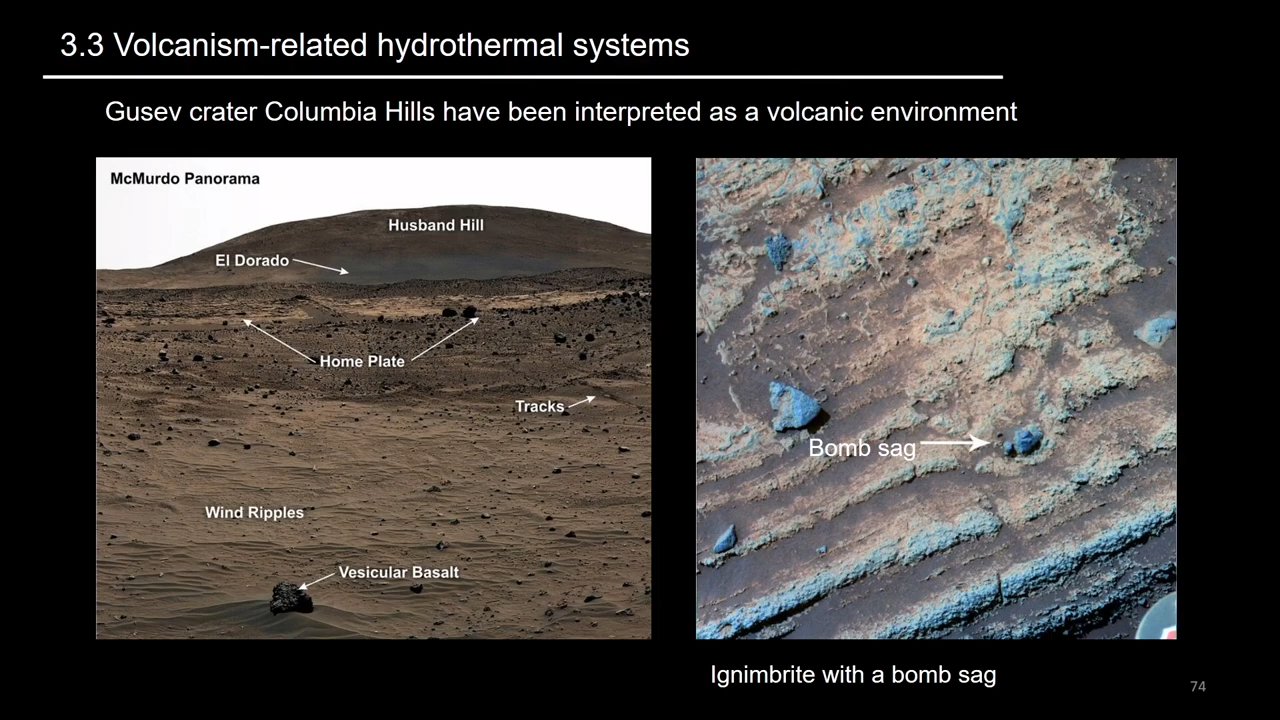 3.3 Volcanism-related hydrothermal systems
Gusev crater Columbia Hills have been interpreted as a volcanic environment
McMurdo Panorama
Husband Hill
El Dorado
Home Plate
Tracks
Wind Ripples
Vesicular Basalt
Bomb sag
Ignimbrite with a bomb sag
74